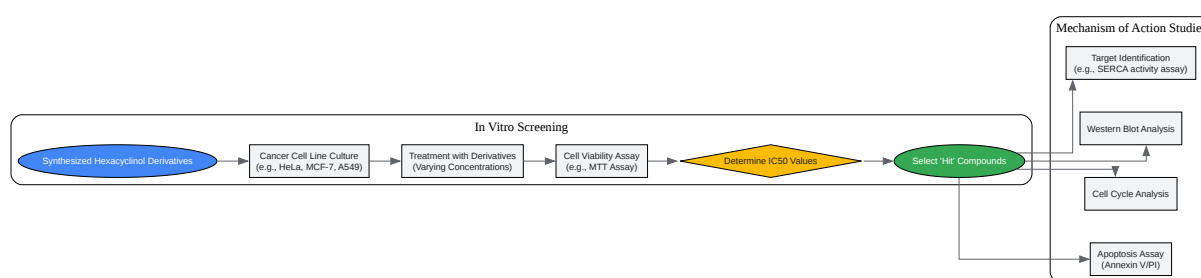 Mechanism of Action Studies
Target Identification
(e.g., SERCA activity assay)
In Vitro Screening
Western Blot Analysis
Synthesized Hexacyclinol Derivatives
Cancer Cell Line Culture
(e.g., HeLa, MCF-7, A549)
Treatment with Derivatives
(Varying Concentrations)
Cell Viability Assay
(e.g., MTT Assay)
Determine IC50 Values
Select 'Hit' Compounds
Cell Cycle Analysis
Apoptosis Assay
(Annexin V/PI)